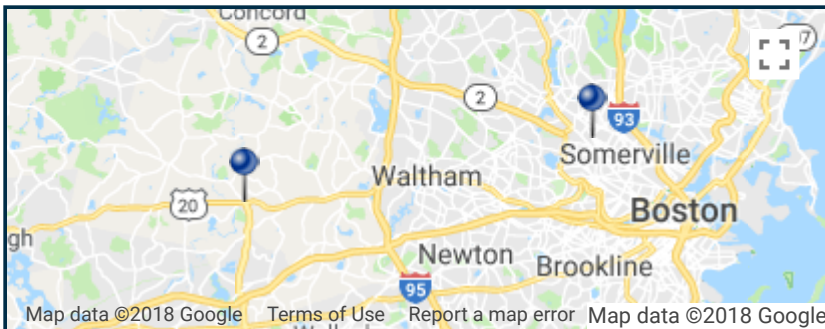 Concord
2
2
93
Somerville
Waltham
20
Boston
gh
Newton
Brookline
95
Map data ©2018 Google Terms of Use Report a map error Map data ©2018 Google